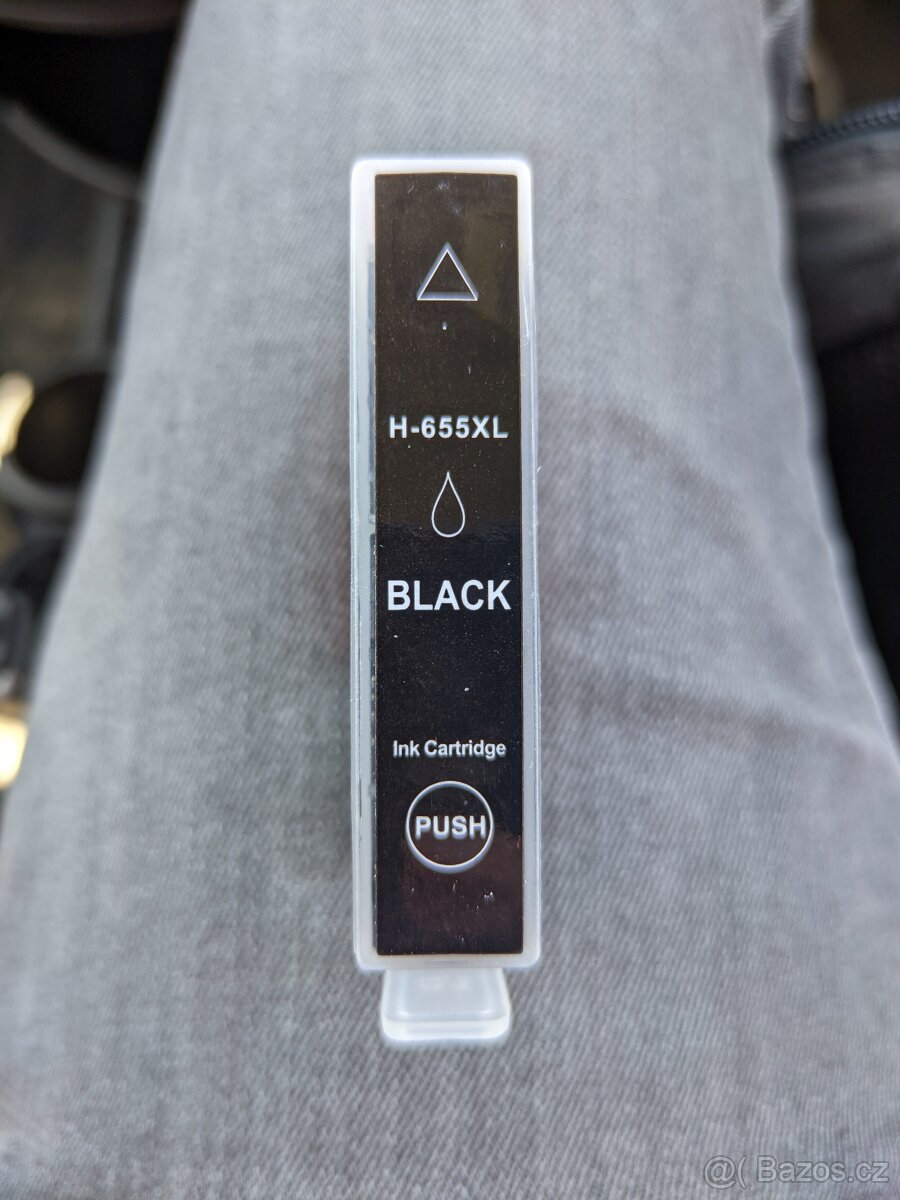 H-655XL
BLACK
Ink Cartridge
PUSH
@( Bazos.cz